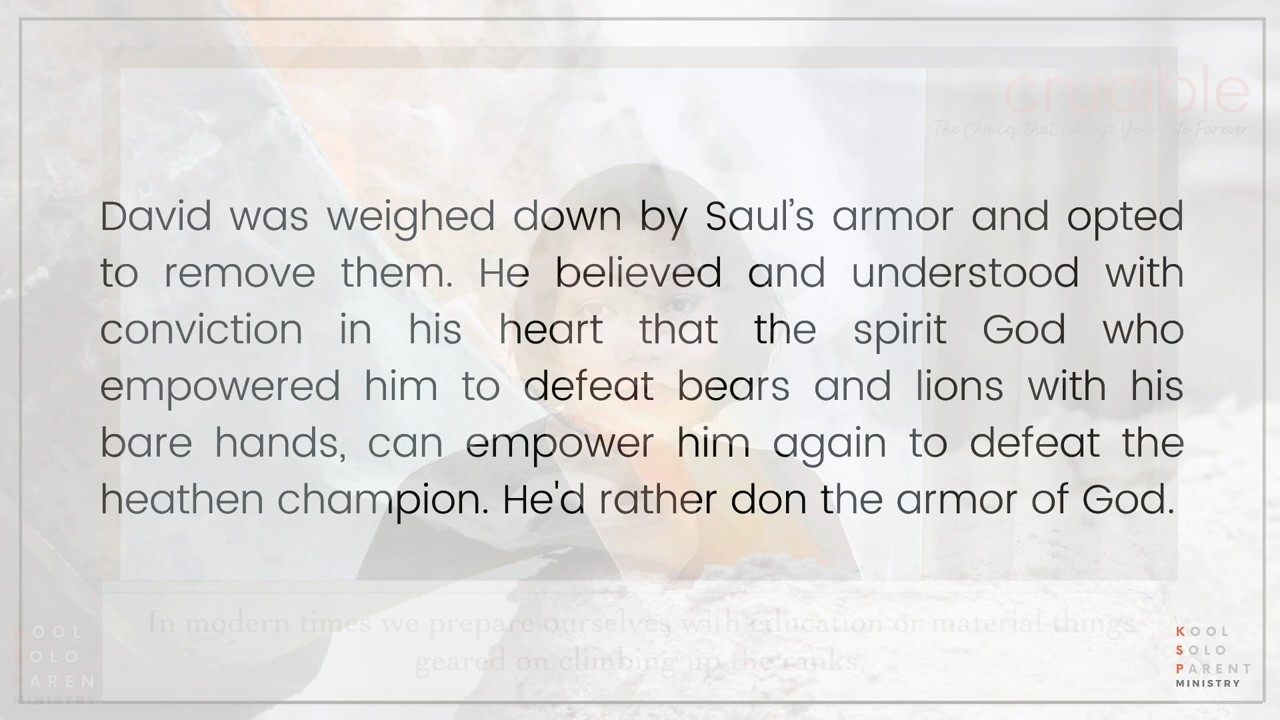 crucible
The Choices that Change Your Life Forever
David was weighed down by Saul’s armor and opted
to remove them. He believed and understood with
conviction in his heart that the spirit God who
empowered him to defeat bears and lions with his
bare hands, can empower him again to defeat the
heathen champion. He'd rather don the armor of God.
In modern times we prepare ourselves with education or material things
geared on climbing up the ranks.
KOOL
SOLO
PARENT
MINISTRY
KOOL
SOLO
PARENT
MINISTRY